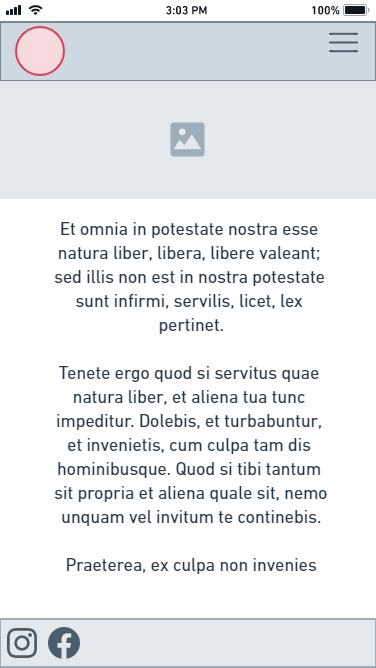 3:03 PM 100%
Et omnia in potestate nostra esse
natura liber, libera, libere valeant;
sed illis non est in nostra potestate
sunt infirmi, servilis, licet, lex
pertinet.
Tenete ergo quod si servitus quae
natura liber, et aliena tua tunc
impeditur. Dolebis, et turbabuntur,
et invenietis, cum culpa tam dis
hominibusque. Quod si tibi tantum
sit propria et aliena quale sit, nemo
unquam vel invitum te continebis.
Praeterea, ex culpa non invenies